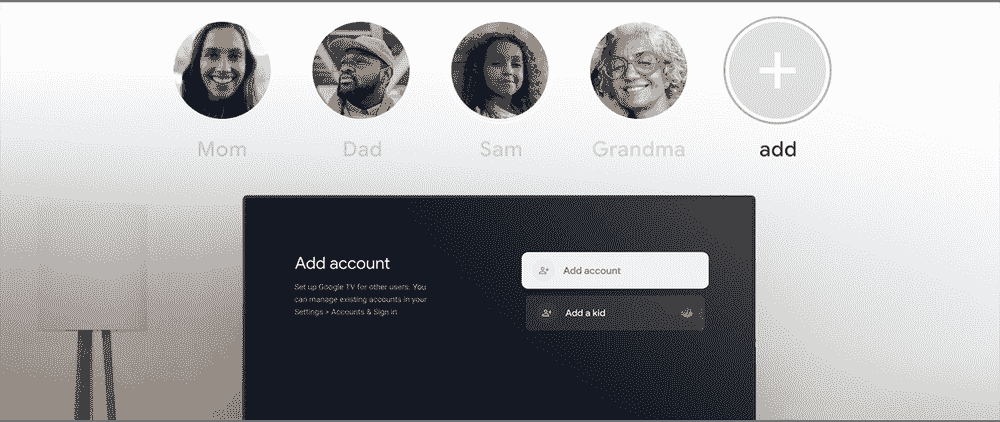 Mom
Dad
Sam
Grandma
add
Add account
Set up Google TV for other users. You
can manage existing accounts in your
Settings > Accounts & Sign in
Add account
Add a kid